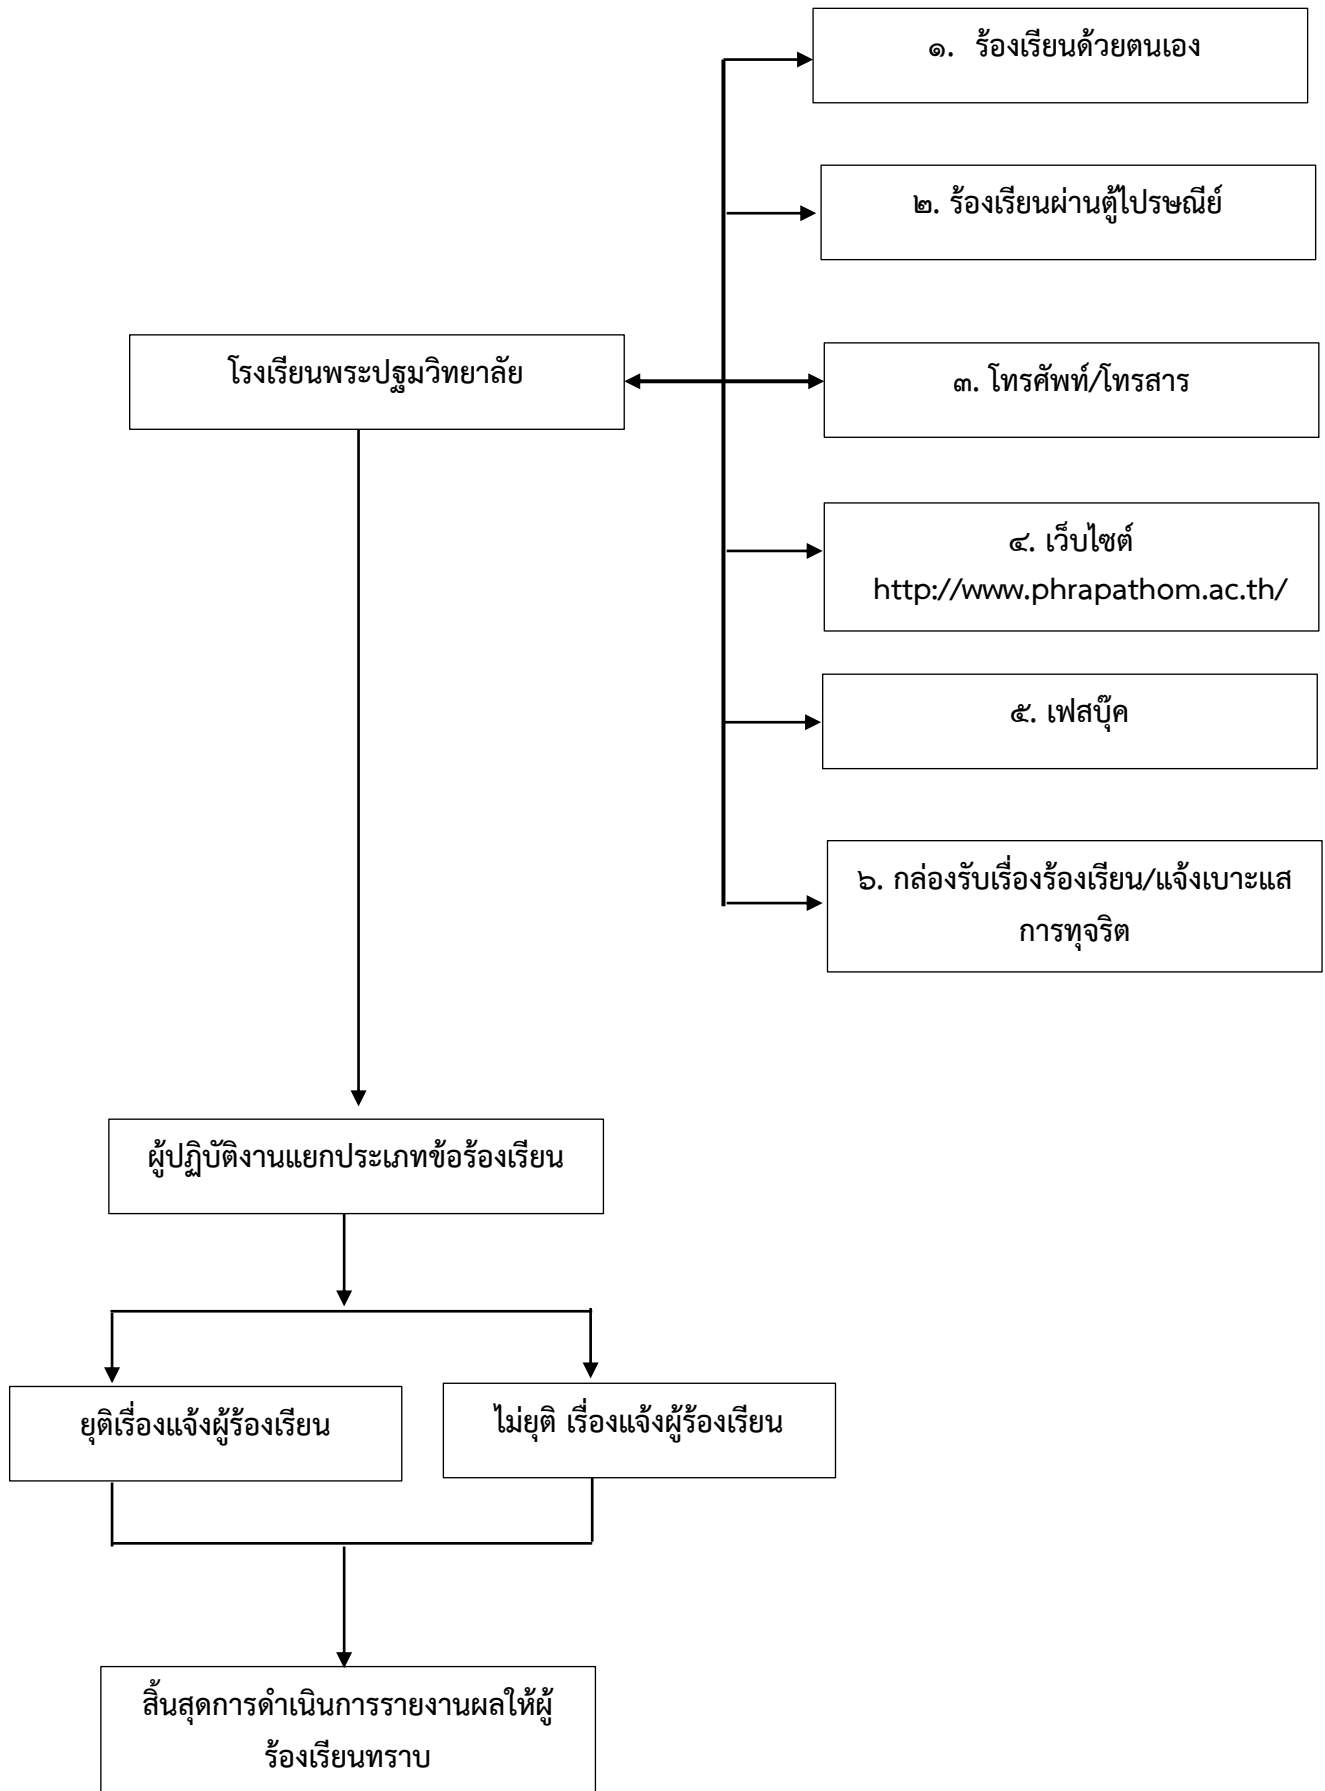 ๑. ร้องเรียนด้วยตนเอง
๒. ร้องเรียนผ่านตู้ไปรษณีย์
โรงเรียนพระปฐมวิทยาลัย
๓. โทรศัพท์/โทรสาร
๔. เว็บไซต์
http://www.phrapathom.ac.th/
๕. เฟสบุ๊ค
๖. กล่องรับเรื่องร้องเรียน/แจ้งเบาะแส
การทุจริต
ผู้ปฏิบัติงานแยกประเภทข้อร้องเรียน
ยุติเรื่องแจ้งผู้ร้องเรียน
ไม่ยุติ เรื่องแจ้งผู้ร้องเรียน
สิ้นสุดการดำเนินการรายงานผลให้ผู้
ร้องเรียนทราบ